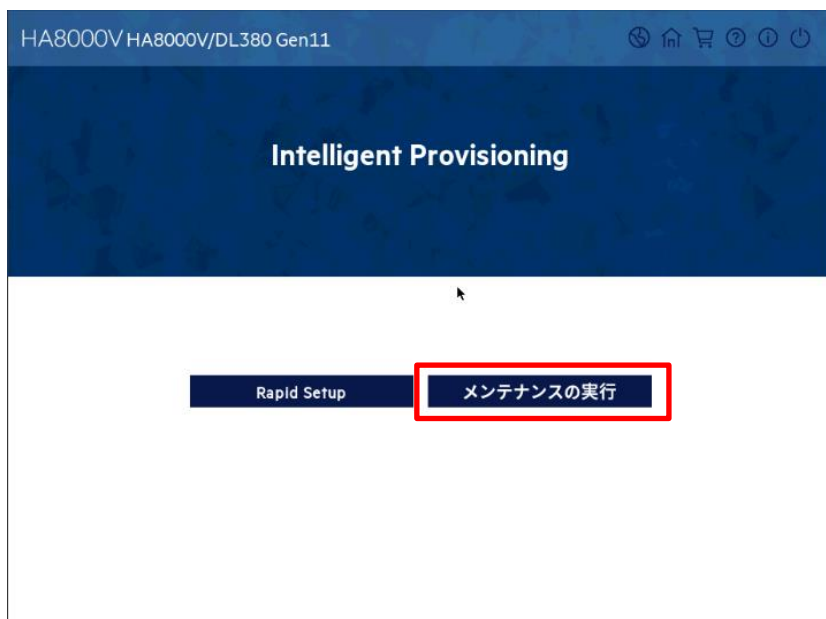 HA8000V HA8000V/DL380 Gen11
Intelligent Provisioning
Rapid Setup
メンテナンスの実行